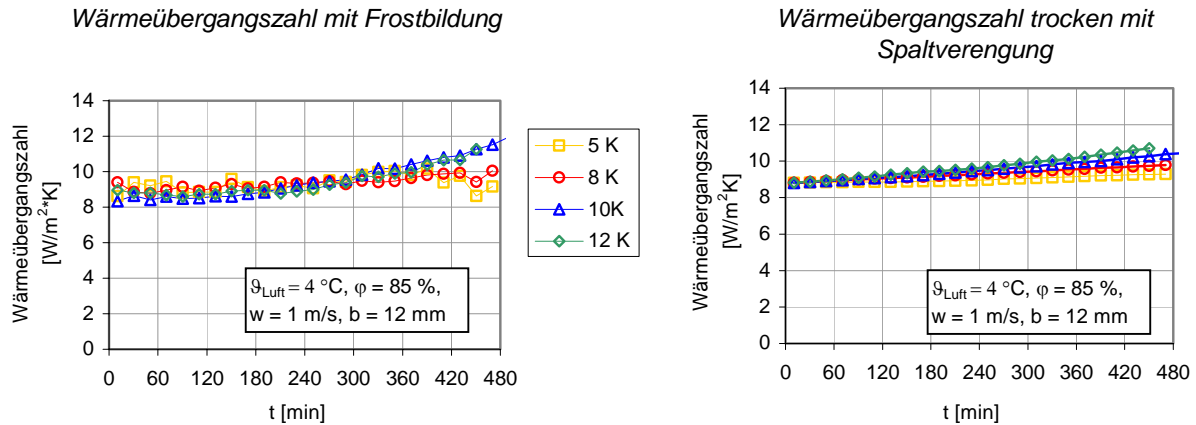 Wärmeübergangszahl mit Frostbildung
Wärmeübergangszahl
[W/m²*K]
14
12
10
8
6
4
2
0
ϑLuft = 4 °C, φ = 85 %,
w = 1 m/s, b = 12 mm
0 60 120 180 240 300 360 420 480
t [min]
5 K
8 K
10K
12 K
Wärmeübergangszahl trocken mit
Spaltverengung
Wärmeübergangszahl
[W/m²K]
14
12
10
8
6
4
2
0
ϑLuft = 4 °C, φ = 85 %,
w = 1 m/s, b = 12 mm
0 60 120 180 240 300 360 420 480
t [min]